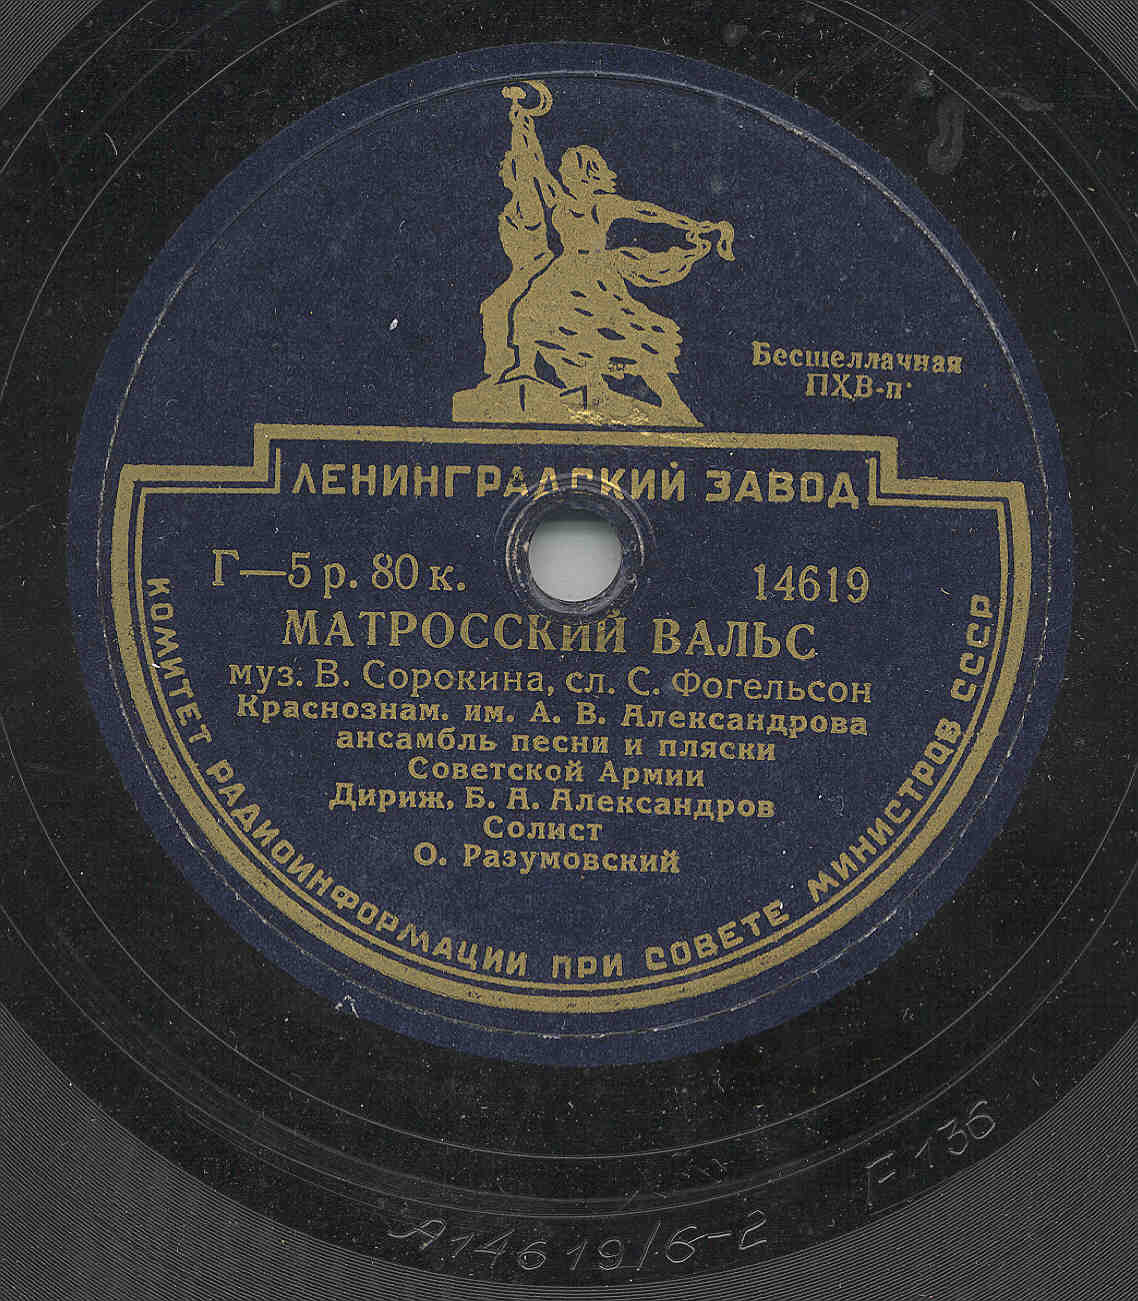 Бесшеллачная
ПХВ-п
ЛЕНИНГРАДСКИЙ ЗАВОД
Г—5 р. 80 к.
14619
МАТРОССКИЙ ВАЛЬС
муз. В. Сорокина, сл. С. Фогельсон
Краснознам. им. А. В. Александрова
ансамбль песни и пляски
Советской Армии
Дириж. Б. А. Александров
Солист
О. Разумовский
КОМИТЕТ РАДИОИНФОРМАЦИИ ПРИ СОВЕТЕ МИНИСТРОВ СССР
F 136
А14619/6-2